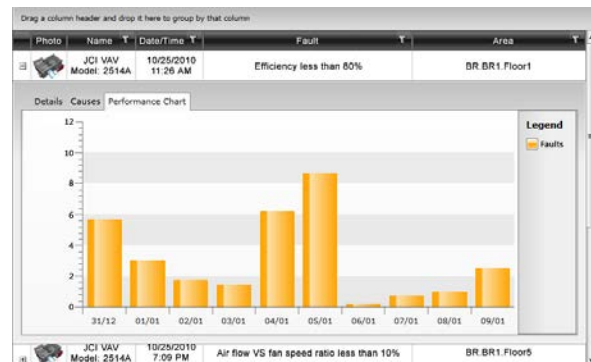 Drag a column header and drop it here to group by that column
Photo Name Date/Time Fault Area
JCI VAV 10/25/2010
Model: 2514A 11:26 AM Efficiency less than 80% BR.BR1.Floor1
Details Causes Performance Chart
Legend
Faults
12
10
8
6
4
2
0
31/12 01/01 02/01 03/01 04/01 05/01 06/01 07/01 08/01 09/01
JCI VAV 10/25/2010
Model: 2514A 7:09 PM Air flow VS fan speed ratio less than 10% BR.BR1.Floor5